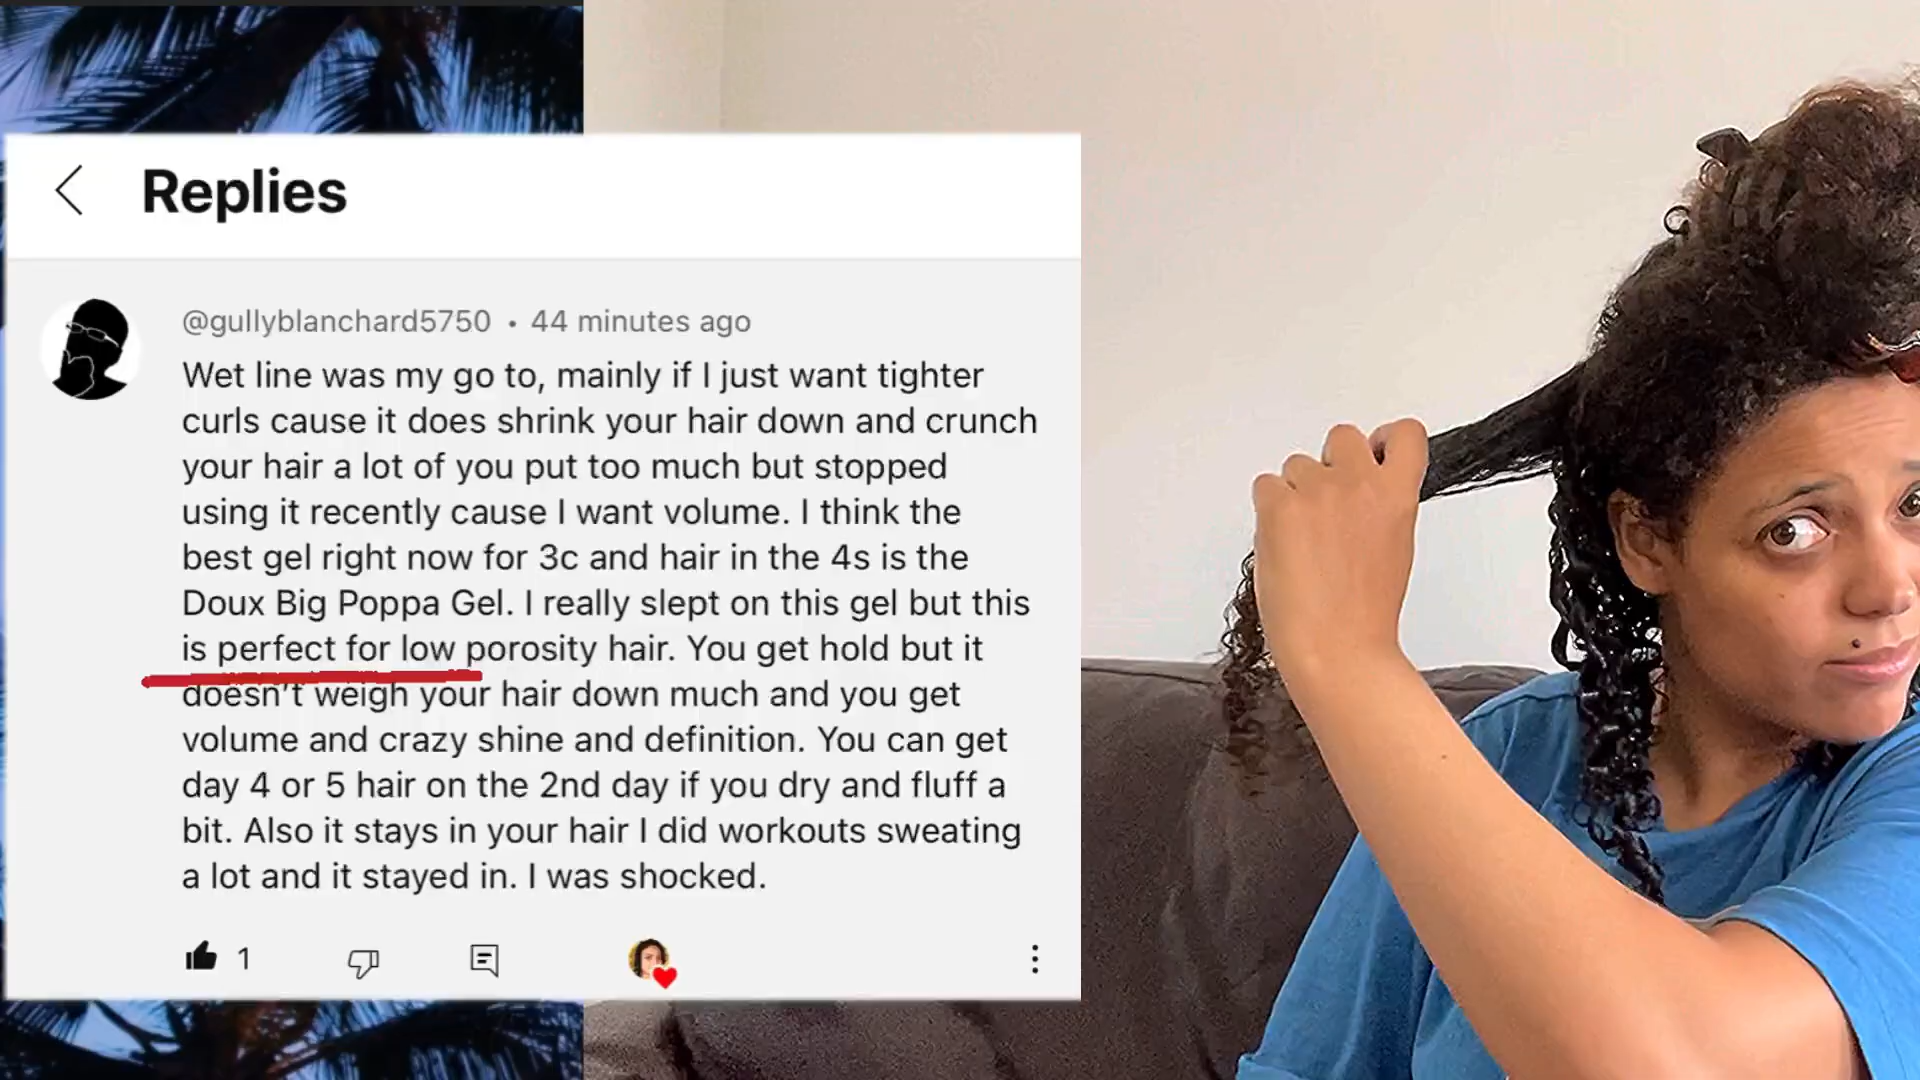 Replies
@gullyblanchard5750 • 44 minutes ago
Wet line was my go to, mainly if I just want tighter
curls cause it does shrink your hair down and crunch
your hair a lot of you put too much but stopped
using it recently cause I want volume. I think the
best gel right now for 3c and hair in the 4s is the
Doux Big Poppa Gel. I really slept on this gel but this
is perfect for low porosity hair. You get hold but it
doesn't weigh your hair down much and you get
volume and crazy shine and definition. You can get
day 4 or 5 hair on the 2nd day if you dry and fluff a
bit. Also it stays in your hair I did workouts sweating
a lot and it stayed in. I was shocked.
1